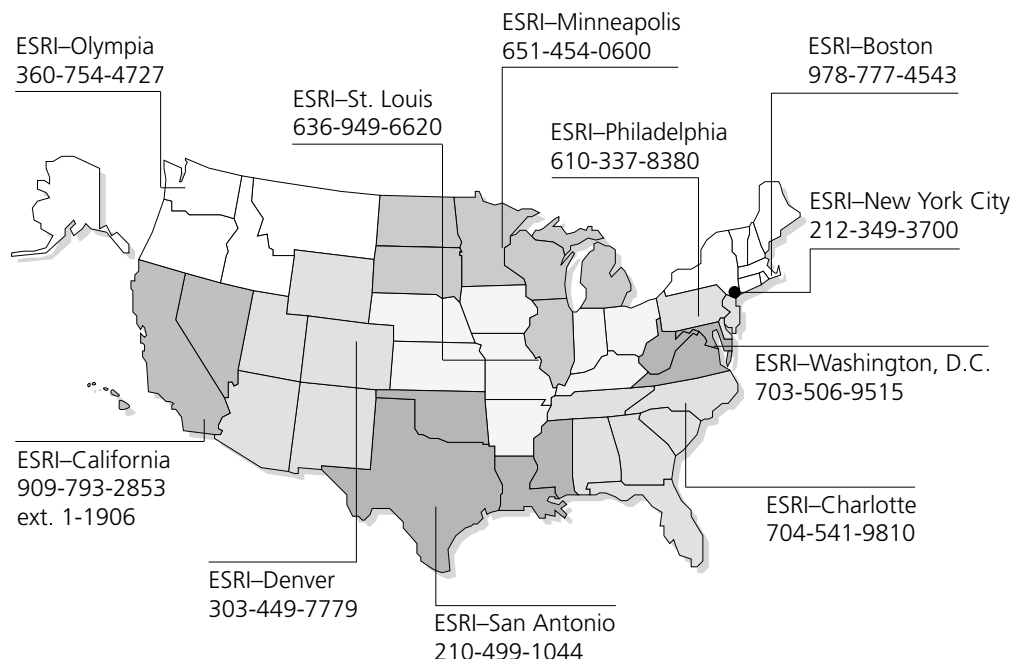 ESRI–Minneapolis
651-454-0600
ESRI–Olympia
360-754-4727
ESRI–Boston
978-777-4543
ESRI–St. Louis
636-949-6620
ESRI–Philadelphia
610-337-8380
ESRI–New York City
212-349-3700
ESRI–Washington, D.C.
703-506-9515
ESRI–California
909-793-2853
ext. 1-1906
ESRI–Charlotte
704-541-9810
ESRI–Denver
303-449-7779
ESRI–San Antonio
210-499-1044